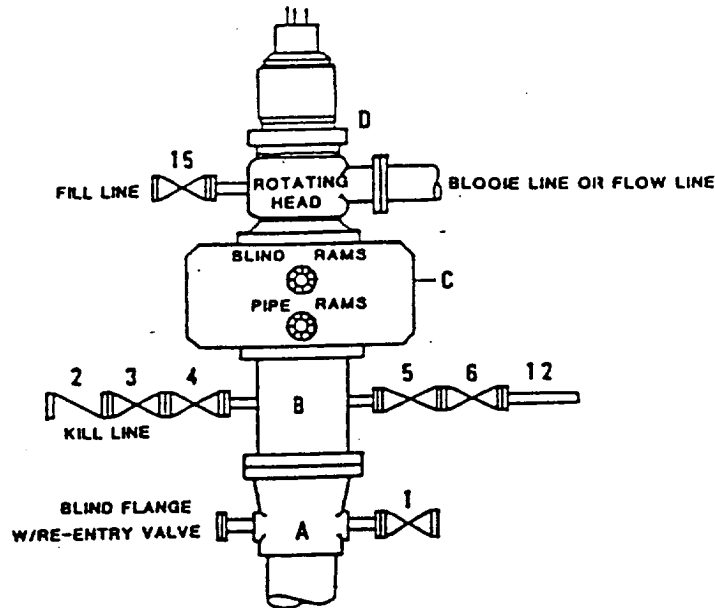 D
15
FILL LINE
ROTATING
HEAD
BLOOIE LINE OR FLOW LINE
BLIND RAMS
C
PIPE RAMS
2 3 4
5 6 12
B
KILL LINE
BLIND FLANGE
W/RE-ENTRY VALVE
A
1